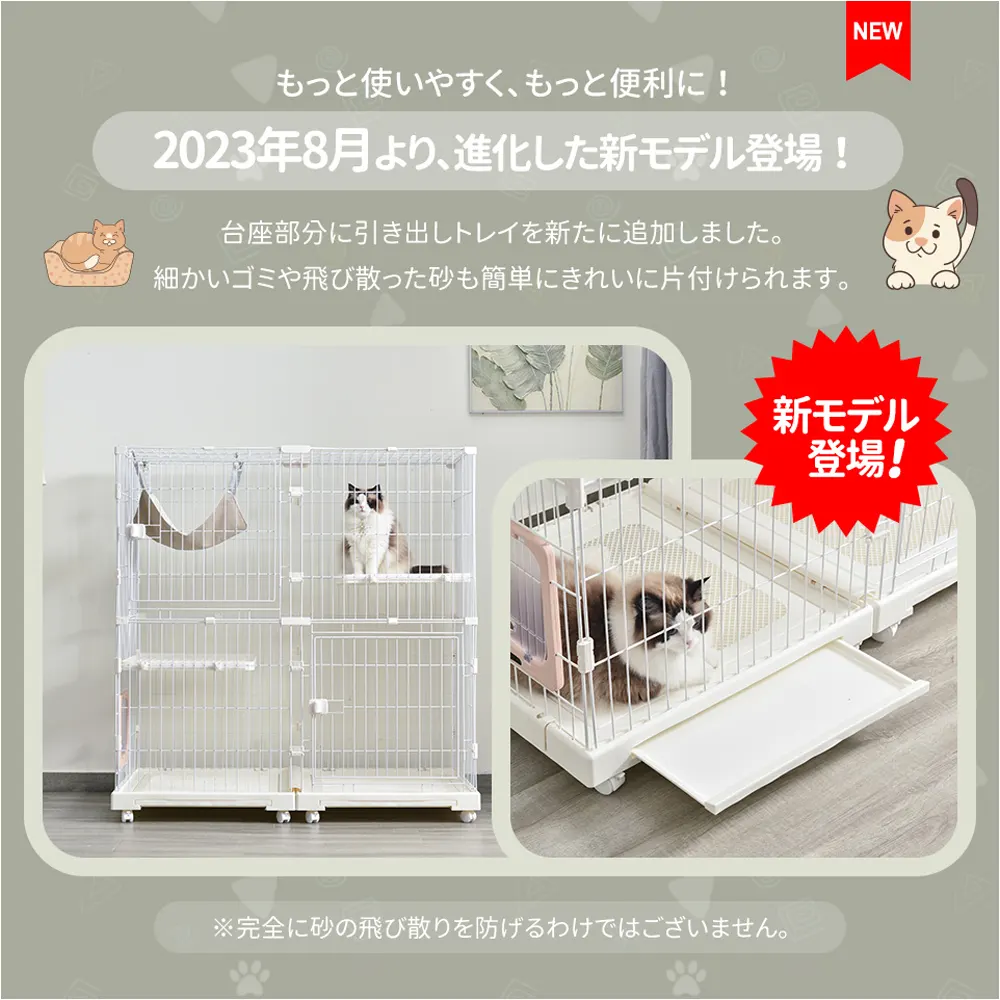 NEW
もっと使いやすく、もっと便利に！
2023年8月より、進化した新モデル登場！
台座部分に引き出しトレイを新たに追加しました。
細かいゴミや飛び散った砂も簡単にきれいに片付けられます。
新モデル
登場!
※完全に砂の飛び散りを防げるわけではございません。